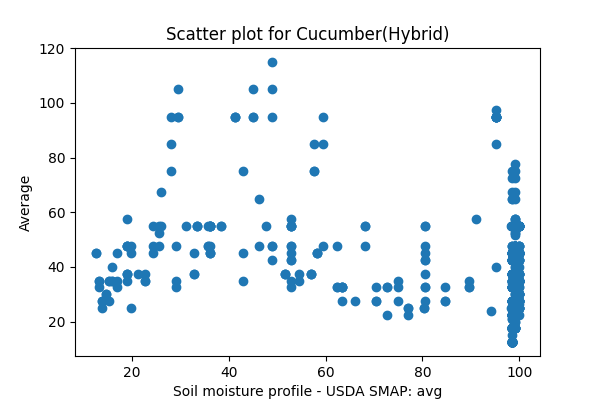 Scatter plot for Cucumber(Hybrid)
120
100
80
60
40
20
Average
20 40 60 80 100
Soil moisture profile - USDA SMAP: avg